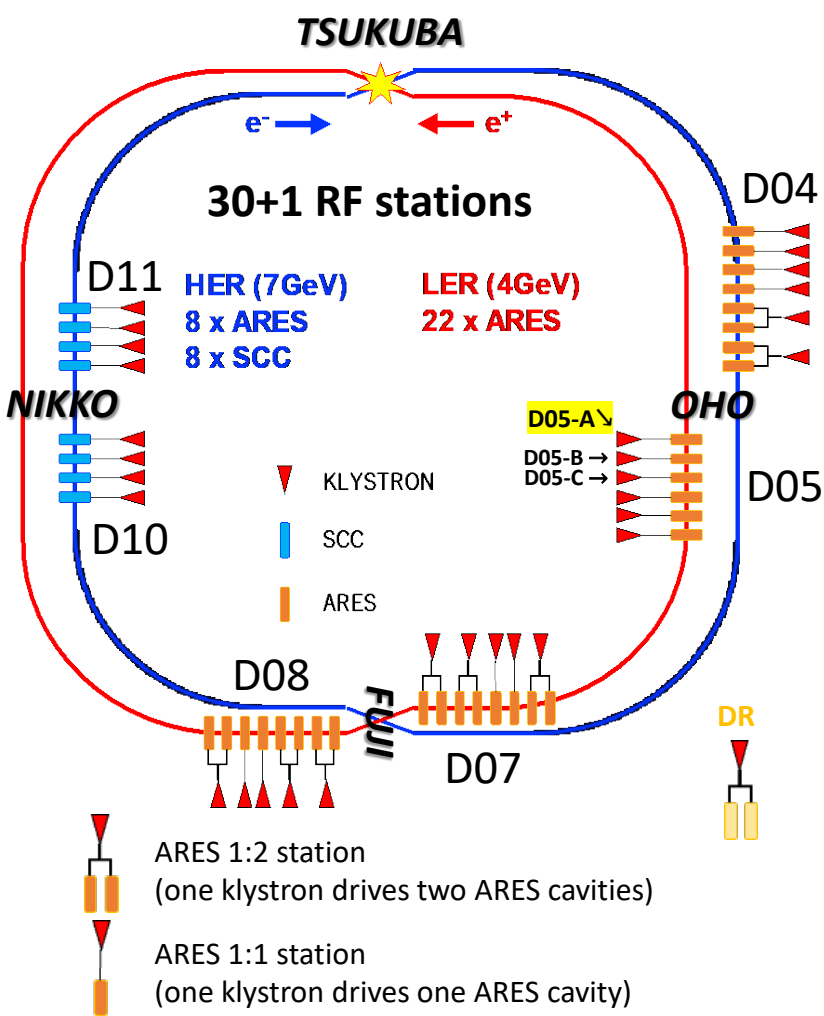 TSUKUBA
e-
e+
30+1 RF stations
D04
D11
HER (7GeV)
8 x ARES
8 x SCC
LER (4GeV)
22 x ARES
NIKKO
OHO
D05-A↘
D05-B →
D05-C →
D05
KLYSTRON
D10
SCC
ARES
D08
FUJI
D07
DR
ARES 1:2 station
(one klystron drives two ARES cavities)
ARES 1:1 station
(one klystron drives one ARES cavity)